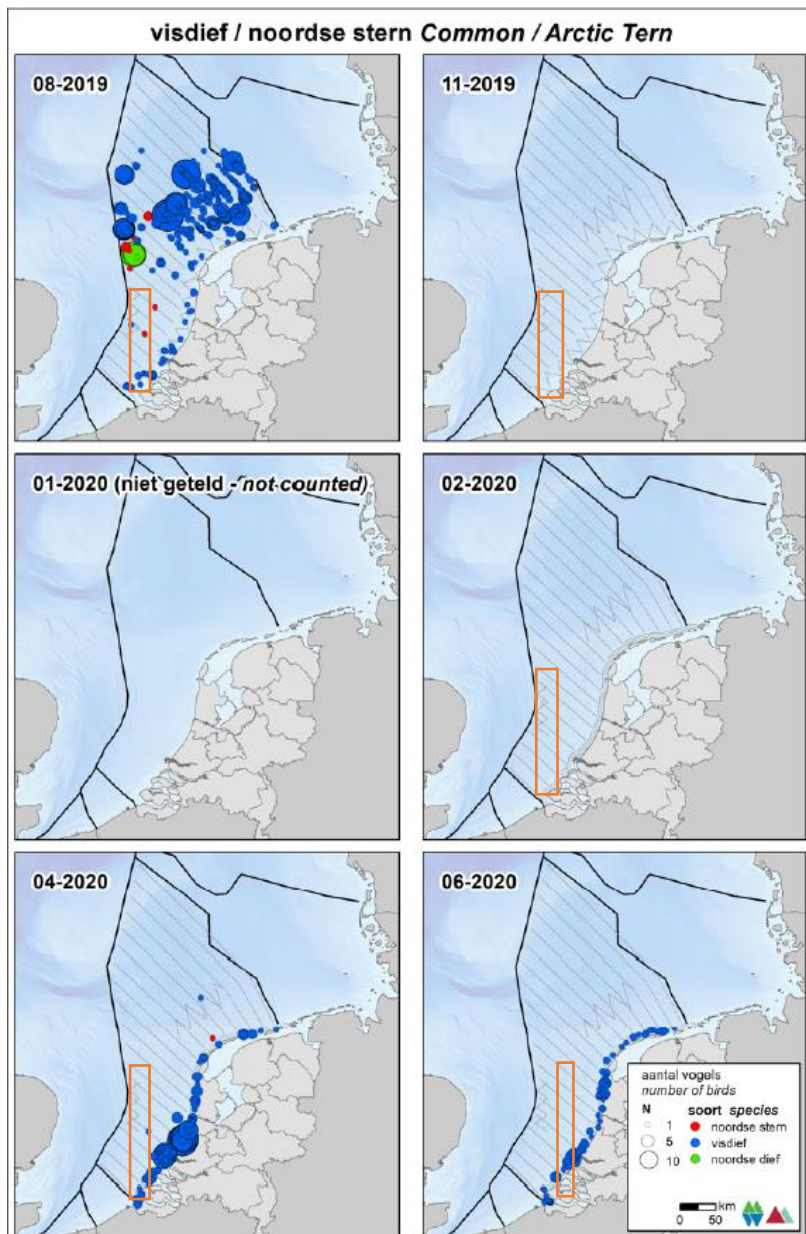 visdief / noordse stern Common / Arctic Tern
08-2019
11-2019
01-2020 (niet geteld - not counted)
02-2020
04-2020
06-2020
aantal vogels
number of birds
N soort species
1 noordse stern
5 visdief
10 noordse dief
km
0 50